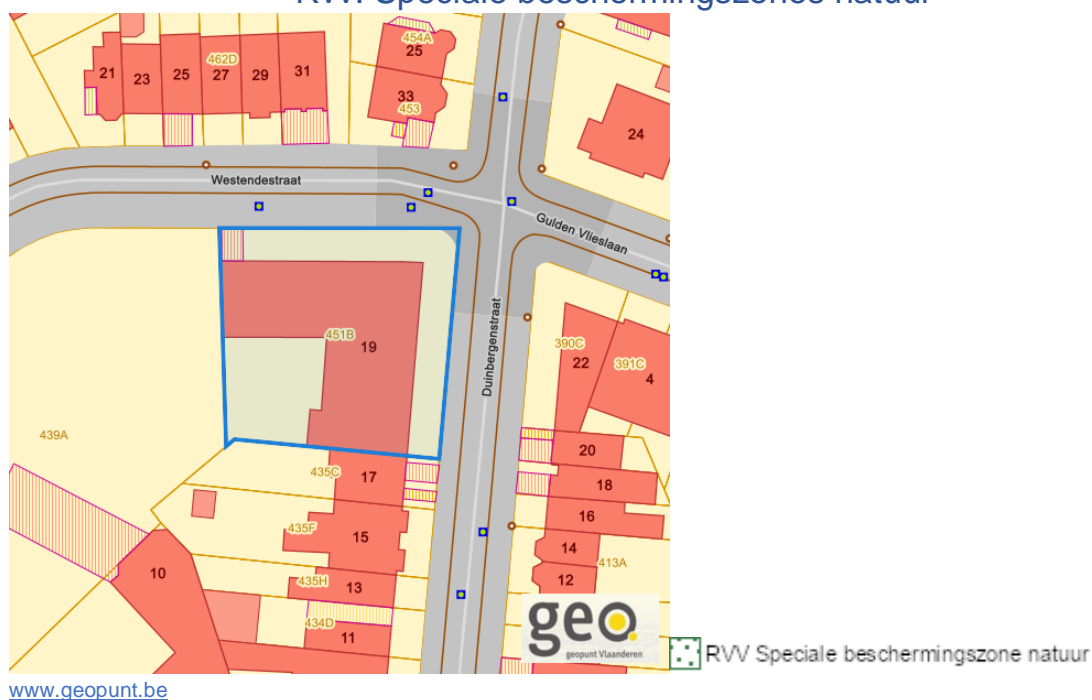 RVV: Speciale beschermingszones natuur
454A
25
462D
21 23 25 27 29 31
33
453
24
Westendestraat
Gulden Vlieslaan
Duinbergenstraat
451B
19
390C
22
391C
4
439A
20
435C
17
18
16
435F
15
14
413A
12
10
435H
13
434D
11
geo
geopunt Vlaanderen
RVV Speciale beschermingszone natuur
www.geopunt.be